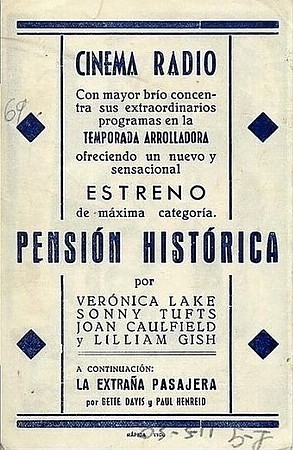 CINEMA RADIO
Con mayor brío concen-
tra sus extraordinarios
programas en la
TEMPORADA ARROLLADORA
ofreciendo un nuevo y
sensacional
ESTRENO
de máxima categoría.
PENSIÓN HISTÓRICA
por
VERÓNICA LAKE
SONNY TUFTS
JOAN CAULFIELD
y LILLIAM GISH
A CONTINUACIÓN:
LA EXTRAÑA PASAJERA
por BETTE DAVIS y PAUL HENREID
69